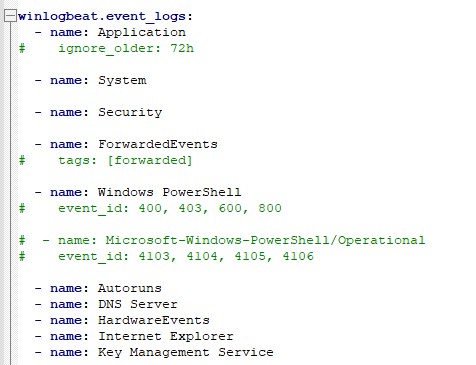 winlogbeat.event_logs:
  - name: Application
#    ignore_older: 72h
  - name: System
  - name: Security
  - name: ForwardedEvents
#    tags: [forwarded]
  - name: Windows PowerShell
#    event_id: 400, 403, 600, 800
#  - name: Microsoft-Windows-PowerShell/Operational
#    event_id: 4103, 4104, 4105, 4106
  - name: Autoruns
  - name: DNS Server
  - name: HardwareEvents
  - name: Internet Explorer
  - name: Key Management Service